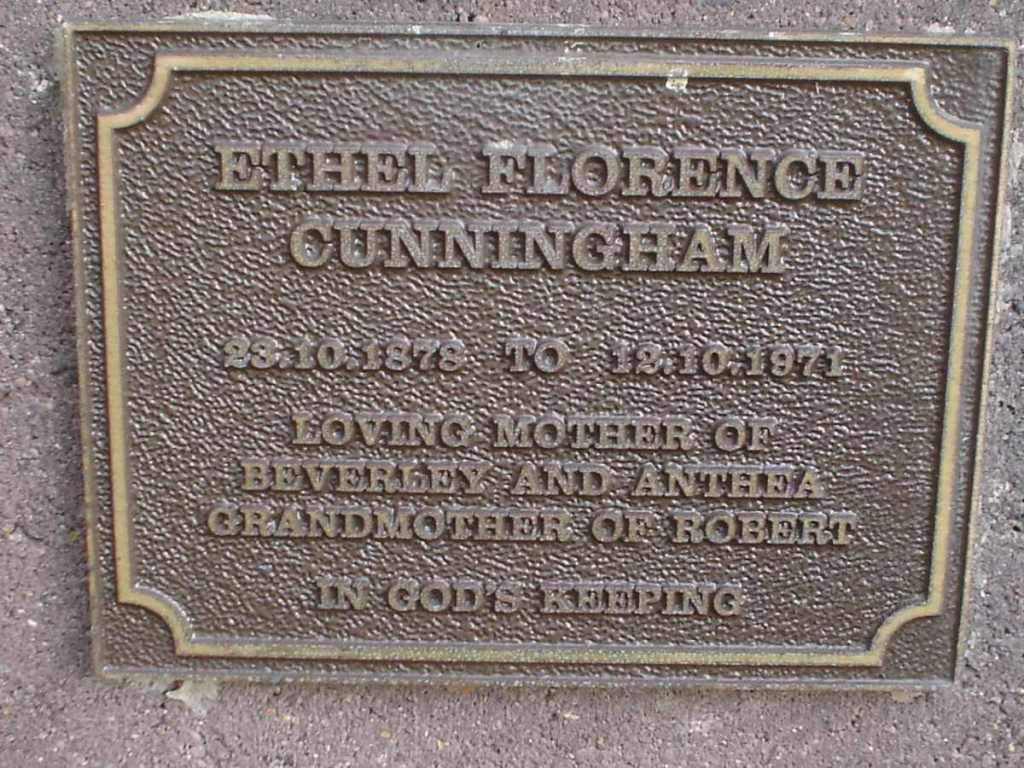 ETHEL FLORENCE
CUNNINGHAM
23.10.1878 TO 12.10.1971
LOVING MOTHER OF
BEVERLEY AND ANTHEA
GRANDMOTHER OF ROBERT
IN GOD'S KEEPING